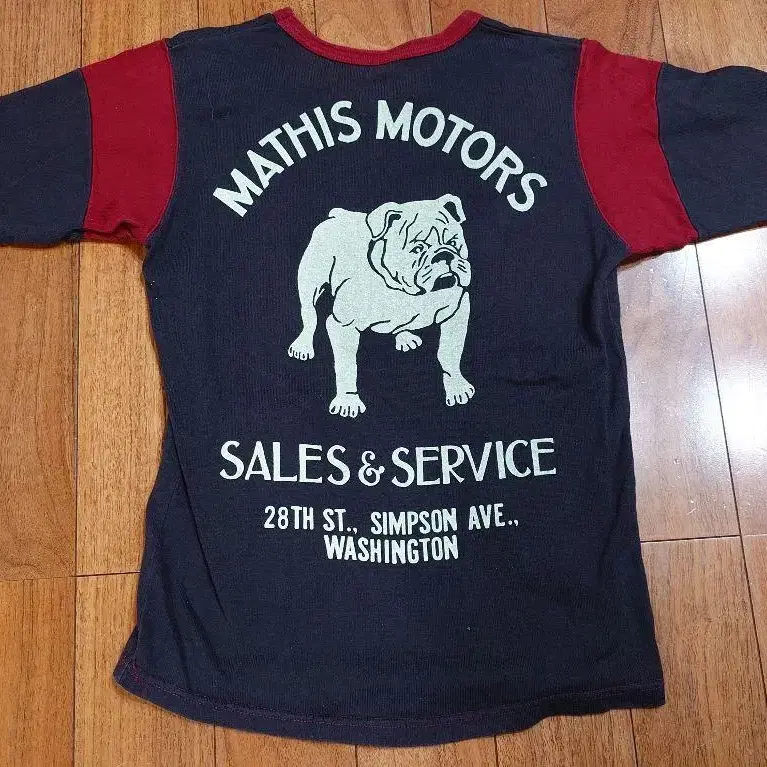 MATHIS MOTORS
SALES & SERVICE
28TH ST., SIMPSON AVE.,
WASHINGTON